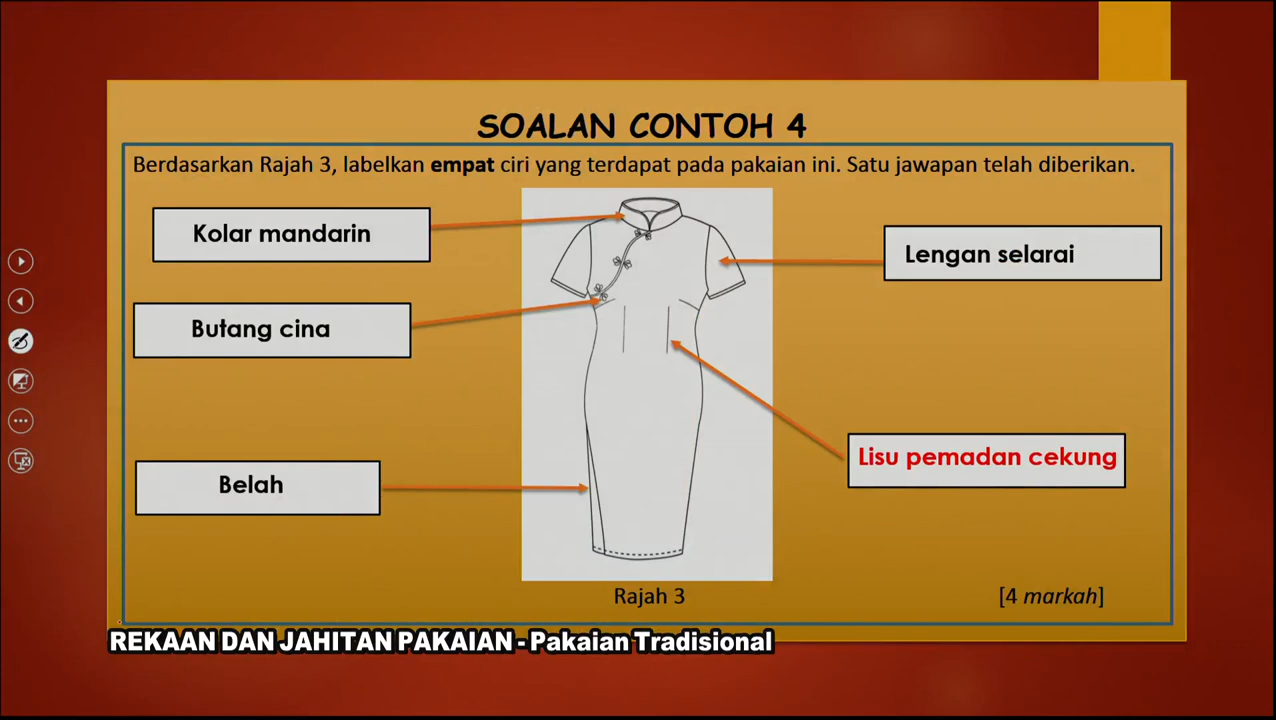 SOALAN CONTOH 4
Berdasarkan Rajah 3, labelkan empat ciri yang terdapat pada pakaian ini. Satu jawapan telah diberikan.
Kolar mandarin
Lengan selarai
Butang cina
Lisu pemadan cekung
Belah
Rajah 3
[4 markah]
REKAAN DAN JAHITAN PAKAIAN - Pakaian Tradisional